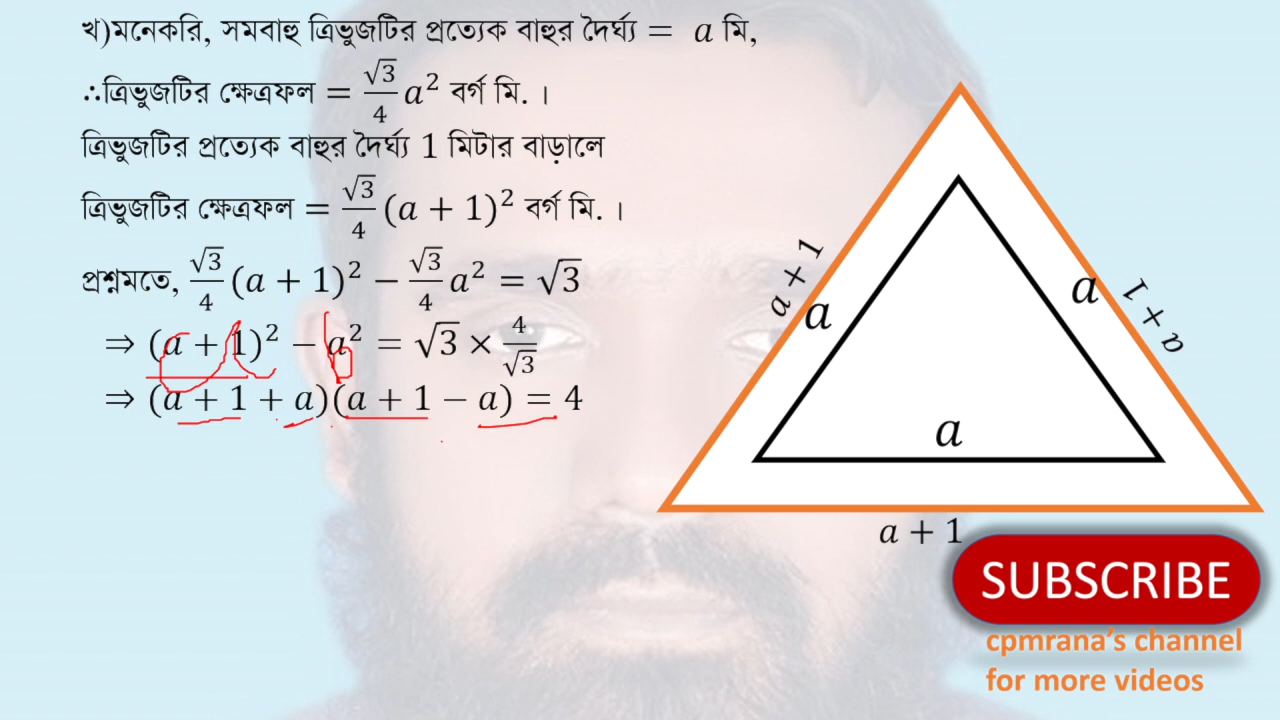 খ)মনেকরি, সমবাহু ত্রিভুজটির প্রত্যেক বাহুর দৈর্ঘ্য = a মি,
∴ত্রিভুজটির ক্ষেত্রফল = √3/4 a² বর্গ মি. ।
ত্রিভুজটির প্রত্যেক বাহুর দৈর্ঘ্য 1 মিটার বাড়ালে
ত্রিভুজটির ক্ষেত্রফল = √3/4 (a + 1)² বর্গ মি. ।
প্রশ্নমতে, √3/4 (a + 1)² − √3/4 a² = √3
⇒ (a + 1)² − a² = √3 × 4/√3
⇒ (a + 1 + a)(a + 1 − a) = 4
a + 1
a
a
a + 1
a
a + 1
SUBSCRIBE
cpmrana's channel
for more videos